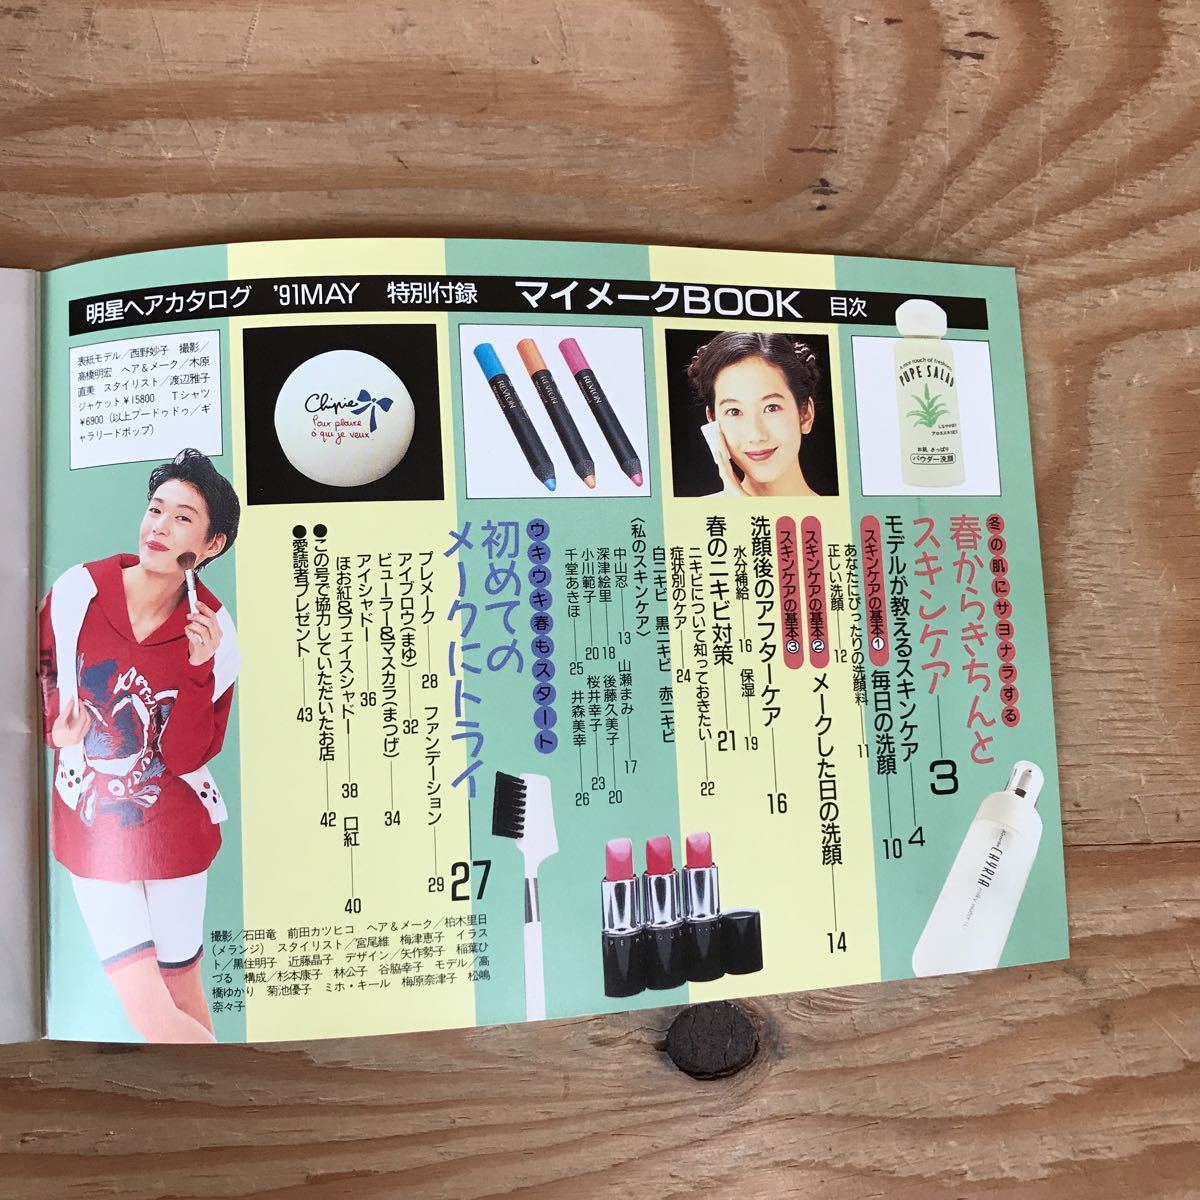 明星ヘアカタログ '91MAY 特別付録 マイメークBOOK 目次
表紙モデル／西野妙子 撮影／
高橋明宏 ヘア＆メーク／木原
直美 スタイリスト／渡辺雅子
ジャケット¥15800 Tシャツ
¥6900（以上ブードゥドゥ／ギ
ャラリードポップ）
Chipie
Pour plaire
à qui je veux
REVLON
REVLON
REVLON
A new touch of freshness
PUPE SALAD
お肌 さっぱり
パウダー洗顔
冬の肌にサヨナラする
春からきちんと
スキンケア 3
モデルが教えるスキンケア 4
スキンケアの基本① 毎日の洗顔 10
あなたにぴったりの洗顔料 11
正しい洗顔 12
スキンケアの基本② メークした日の洗顔 14
スキンケアの基本③
洗顔後のアフターケア 16
水分補給 16 保湿 19
春のニキビ対策 21
ニキビについて知っておきたい 22
症状別のケア 24
白ニキビ 黒ニキビ 赤ニキビ
〈私のスキンケア〉
中山忍 13 山瀬まみ 17
深津絵里 18 後藤久美子 20
小川範子 20 桜井幸子 23
千堂あきほ 25 井森美幸 26
ウキウキ春もスタート
初めての
メークにトライ 27
プレメーク 28 ファンデーション 29
アイブロウ（まゆ） 32
ビューラー＆マスカラ（まつげ） 34
アイシャドー 36
ほお紅＆フェイスシャドー 38 口紅 40
●この号で協力していただいたお店 42
●愛読者プレゼント 43
CHYRIA
撮影／石田竜 前田カツヒコ ヘア＆メーク／柏木里日
（メランジ） スタイリスト／宮尾維 梅津恵子 イラス
ト／黒住明子 近藤晶子 デザイン／矢作勢子 稲葉ひ
づる 構成／杉本康子 林公子 谷脇幸子 モデル／高
橋ゆかり 菊池優子 ミホ・キール 梅原奈津子 松嶋
奈々子